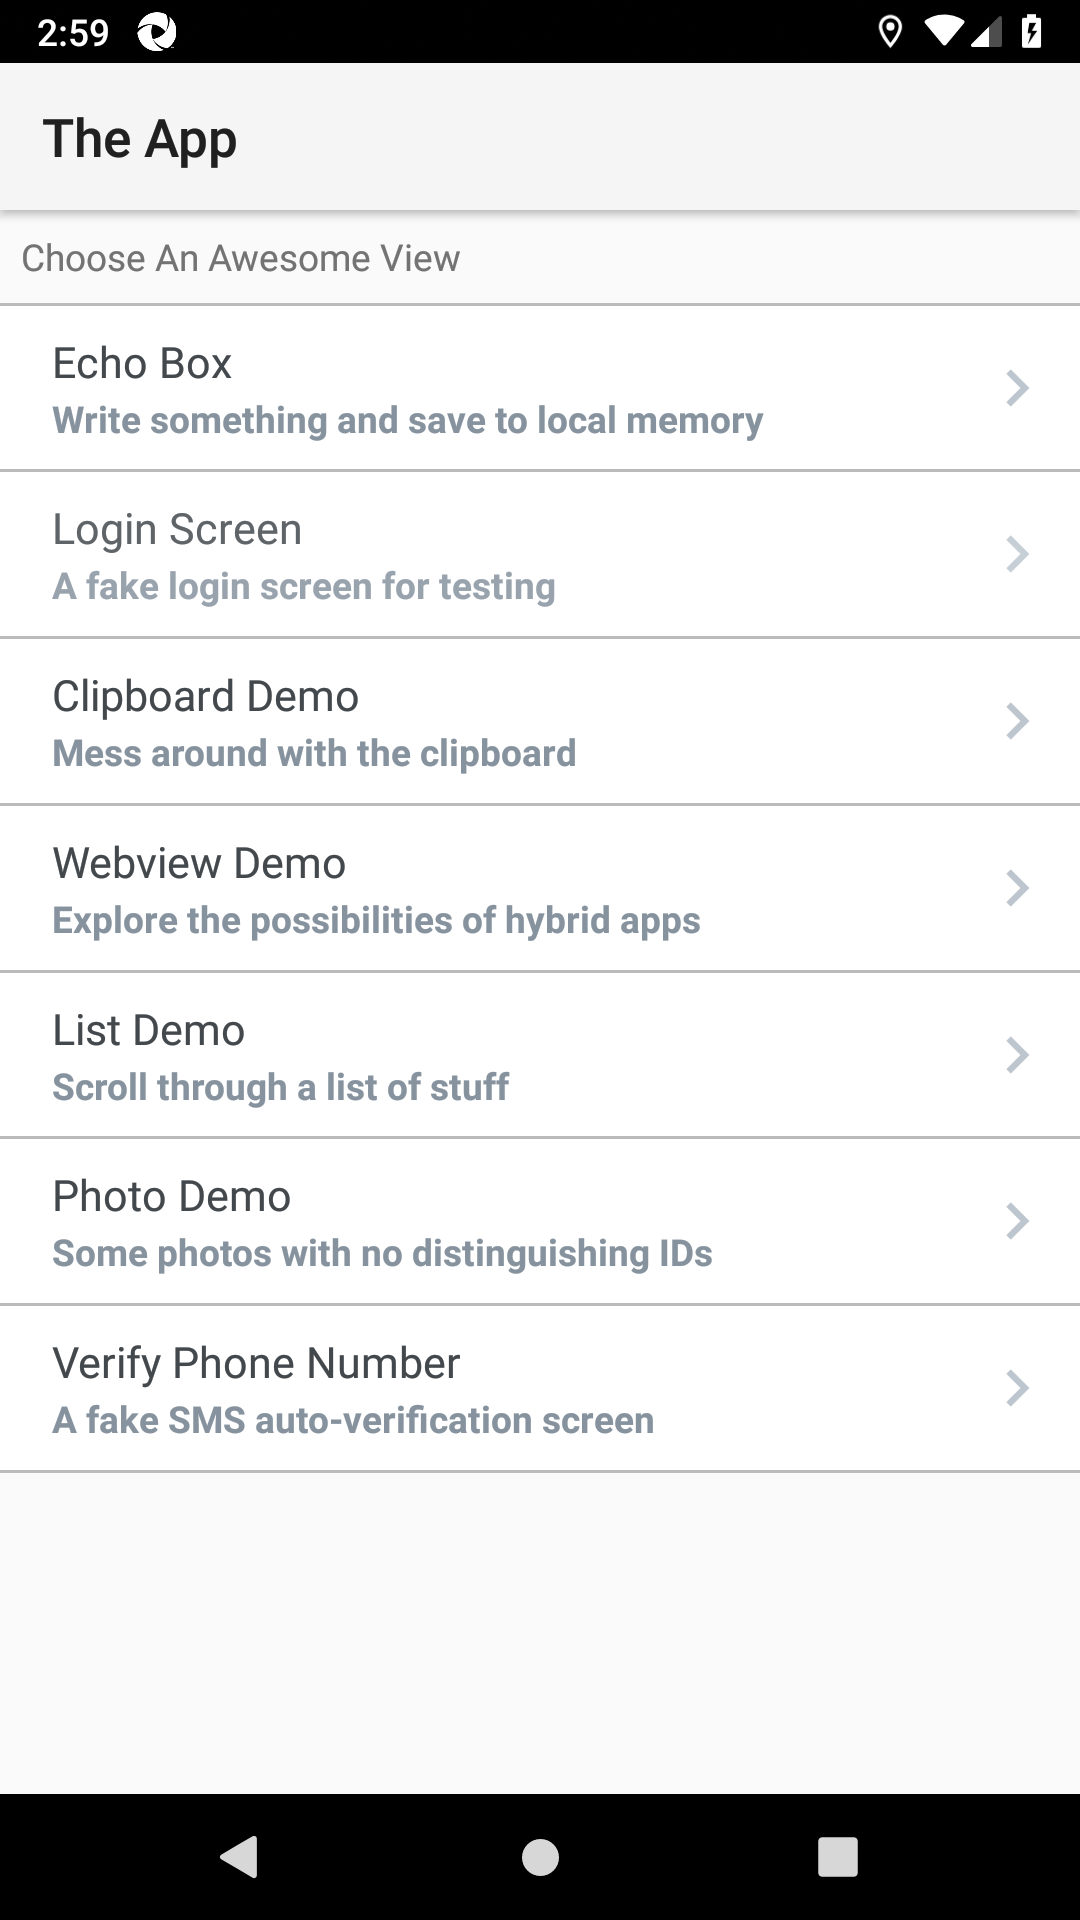 2:59
The App
Choose An Awesome View
Echo Box
Write something and save to local memory
Login Screen
A fake login screen for testing
Clipboard Demo
Mess around with the clipboard
Webview Demo
Explore the possibilities of hybrid apps
List Demo
Scroll through a list of stuff
Photo Demo
Some photos with no distinguishing IDs
Verify Phone Number
A fake SMS auto-verification screen